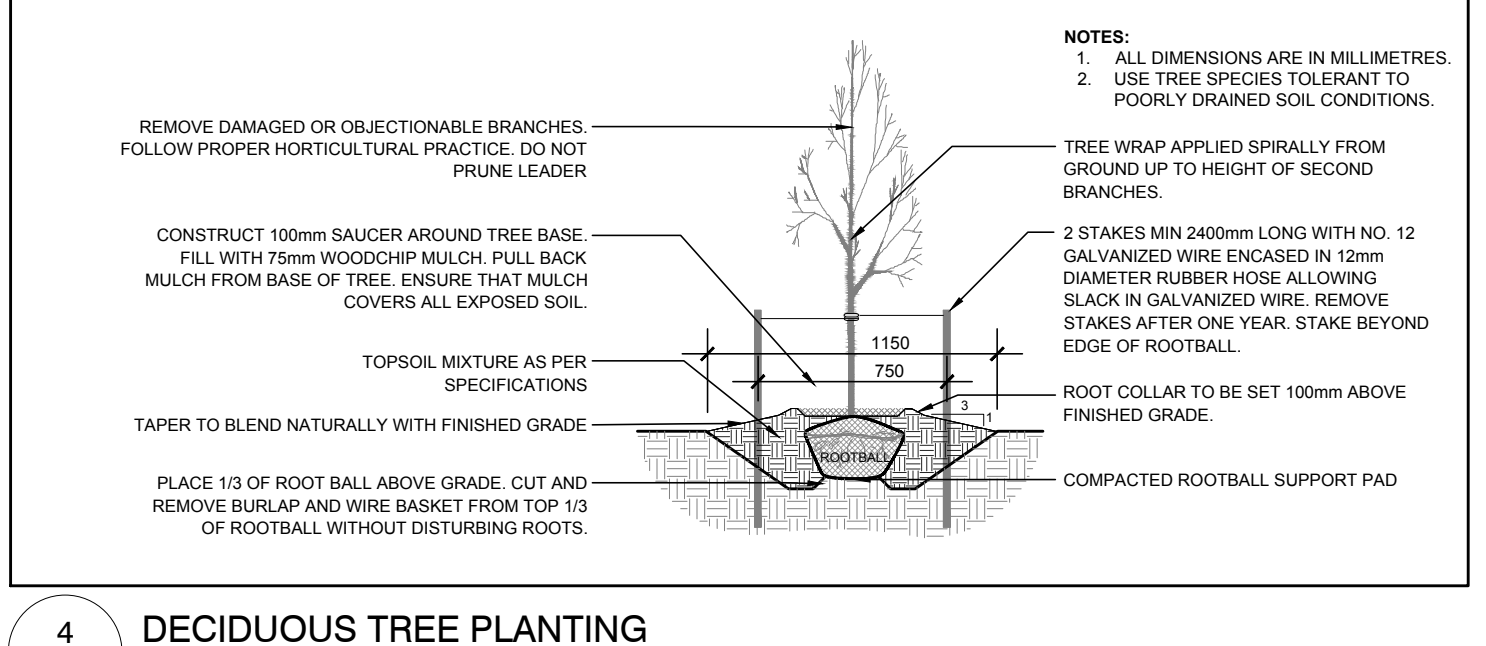 NOTES:
1. ALL DIMENSIONS ARE IN MILLIMETRES.
2. USE TREE SPECIES TOLERANT TO
POORLY DRAINED SOIL CONDITIONS.
REMOVE DAMAGED OR OBJECTIONABLE BRANCHES.
FOLLOW PROPER HORTICULTURAL PRACTICE. DO NOT
PRUNE LEADER
CONSTRUCT 100mm SAUCER AROUND TREE BASE.
FILL WITH 75mm WOODCHIP MULCH. PULL BACK
MULCH FROM BASE OF TREE. ENSURE THAT MULCH
COVERS ALL EXPOSED SOIL.
TOPSOIL MIXTURE AS PER
SPECIFICATIONS
TAPER TO BLEND NATURALLY WITH FINISHED GRADE
PLACE 1/3 OF ROOT BALL ABOVE GRADE. CUT AND
REMOVE BURLAP AND WIRE BASKET FROM TOP 1/3
OF ROOTBALL WITHOUT DISTURBING ROOTS.
1150
750
3
1
ROOTBALL
TREE WRAP APPLIED SPIRALLY FROM
GROUND UP TO HEIGHT OF SECOND
BRANCHES.
2 STAKES MIN 2400mm LONG WITH NO. 12
GALVANIZED WIRE ENCASED IN 12mm
DIAMETER RUBBER HOSE ALLOWING
SLACK IN GALVANIZED WIRE. REMOVE
STAKES AFTER ONE YEAR. STAKE BEYOND
EDGE OF ROOTBALL.
ROOT COLLAR TO BE SET 100mm ABOVE
FINISHED GRADE.
COMPACTED ROOTBALL SUPPORT PAD
4
DECIDUOUS TREE PLANTING